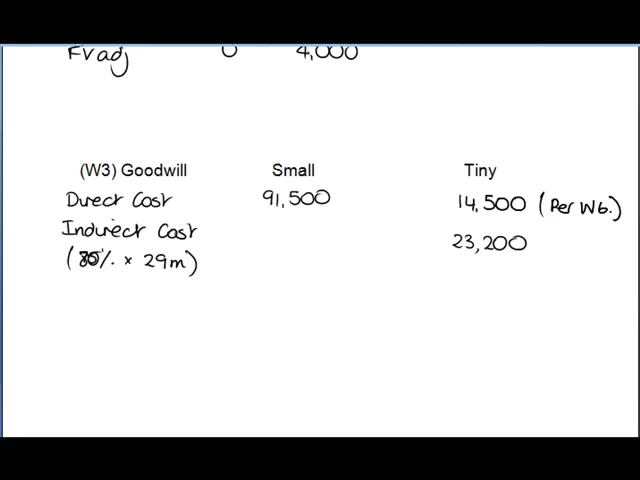 FV adj 0 4,000
(W3) Goodwill Small Tiny
Direct Cost 91,500 14,500 (Per W6.)
Indirect Cost 23,200
(80% × 29m)